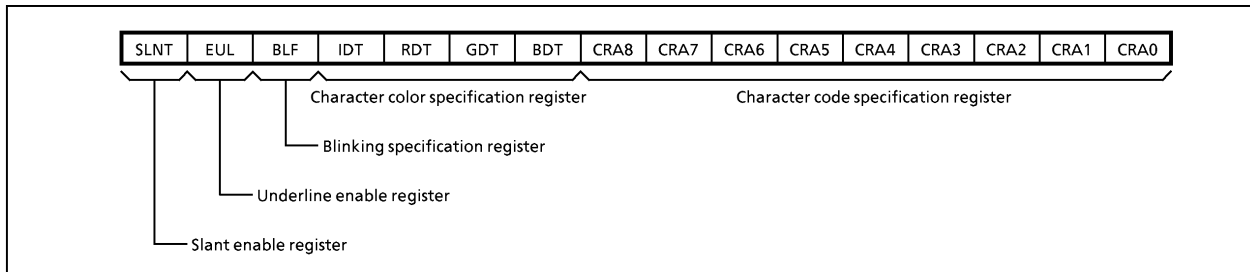 SLNT EUL BLF IDT RDT GDT BDT CRA8 CRA7 CRA6 CRA5 CRA4 CRA3 CRA2 CRA1 CRA0
Character color specification register Character code specification register
Blinking specification register
Underline enable register
Slant enable register